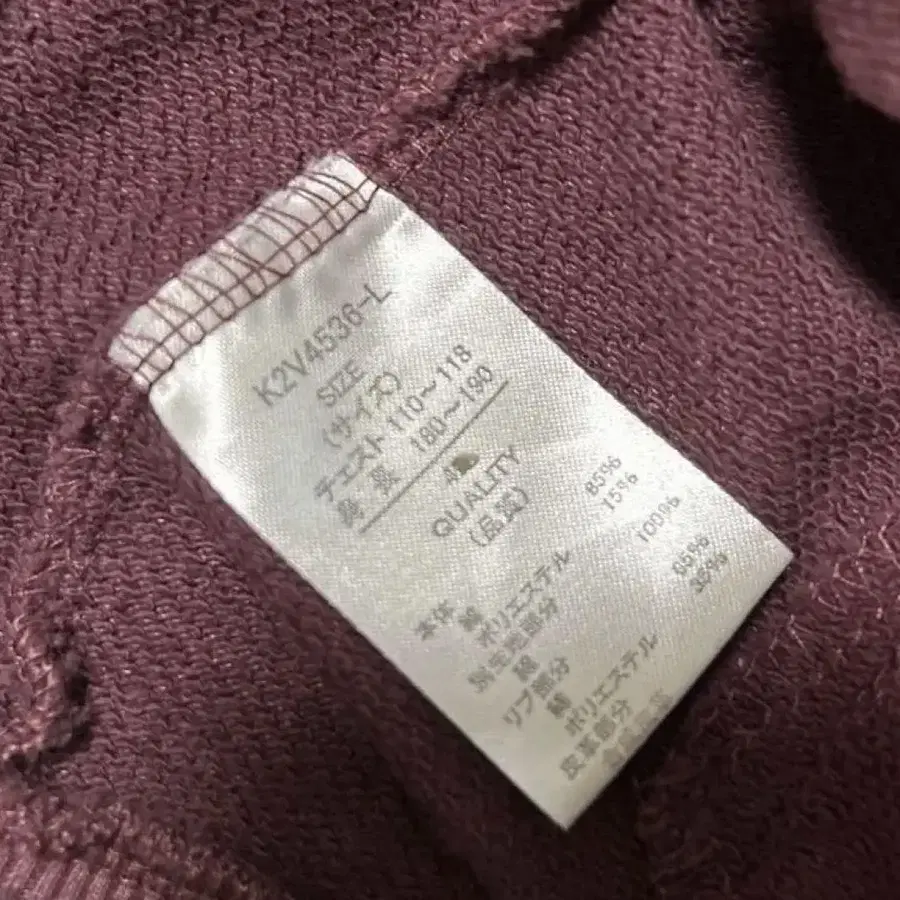 K2V4536-L
SIZE
(サイズ)
チェスト 110～118
身 長 180～190
QUALITY
(品質)
本体
綿 85%
ポリエステル 15%
別生地部分
綿 100%
リブ部分
綿 65%
ポリエステル 35%
皮革部分